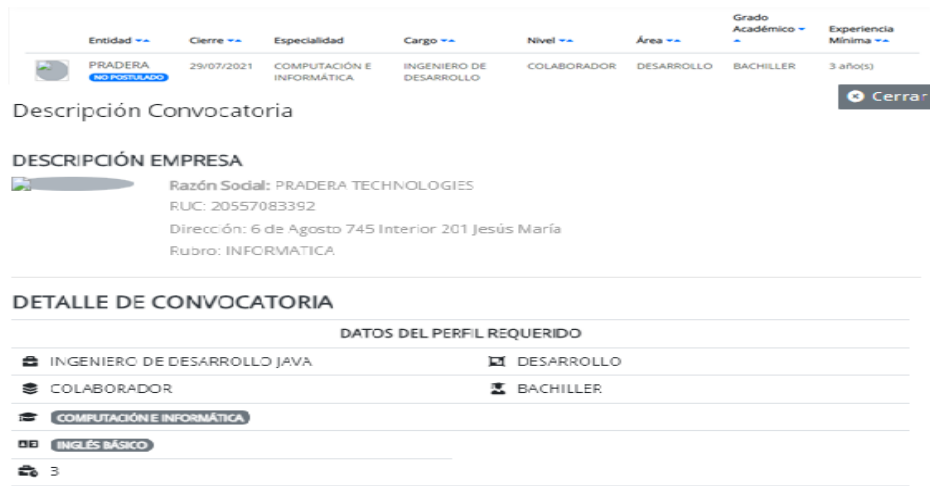 Entidad Cierre Especialidad Cargo Nivel Área Grado Académico Experiencia Mínima
PRADERA 29/07/2021 COMPUTACIÓN E INFORMÁTICA INGENIERO DE DESARROLLO COLABORADOR DESARROLLO BACHILLER 3 año(s)
NO POSTULADO
Cerrar
Descripción Convocatoria
DESCRIPCIÓN EMPRESA
Razón Social: PRADERA TECHNOLOGIES
RUC: 20557083392
Dirección: 6 de Agosto 745 Interior 201 Jesús María
Rubro: INFORMATICA
DETALLE DE CONVOCATORIA
DATOS DEL PERFIL REQUERIDO
INGENIERO DE DESARROLLO JAVA DESARROLLO
COLABORADOR BACHILLER
COMPUTACIÓN E INFORMÁTICA
INGLÉS BÁSICO
3